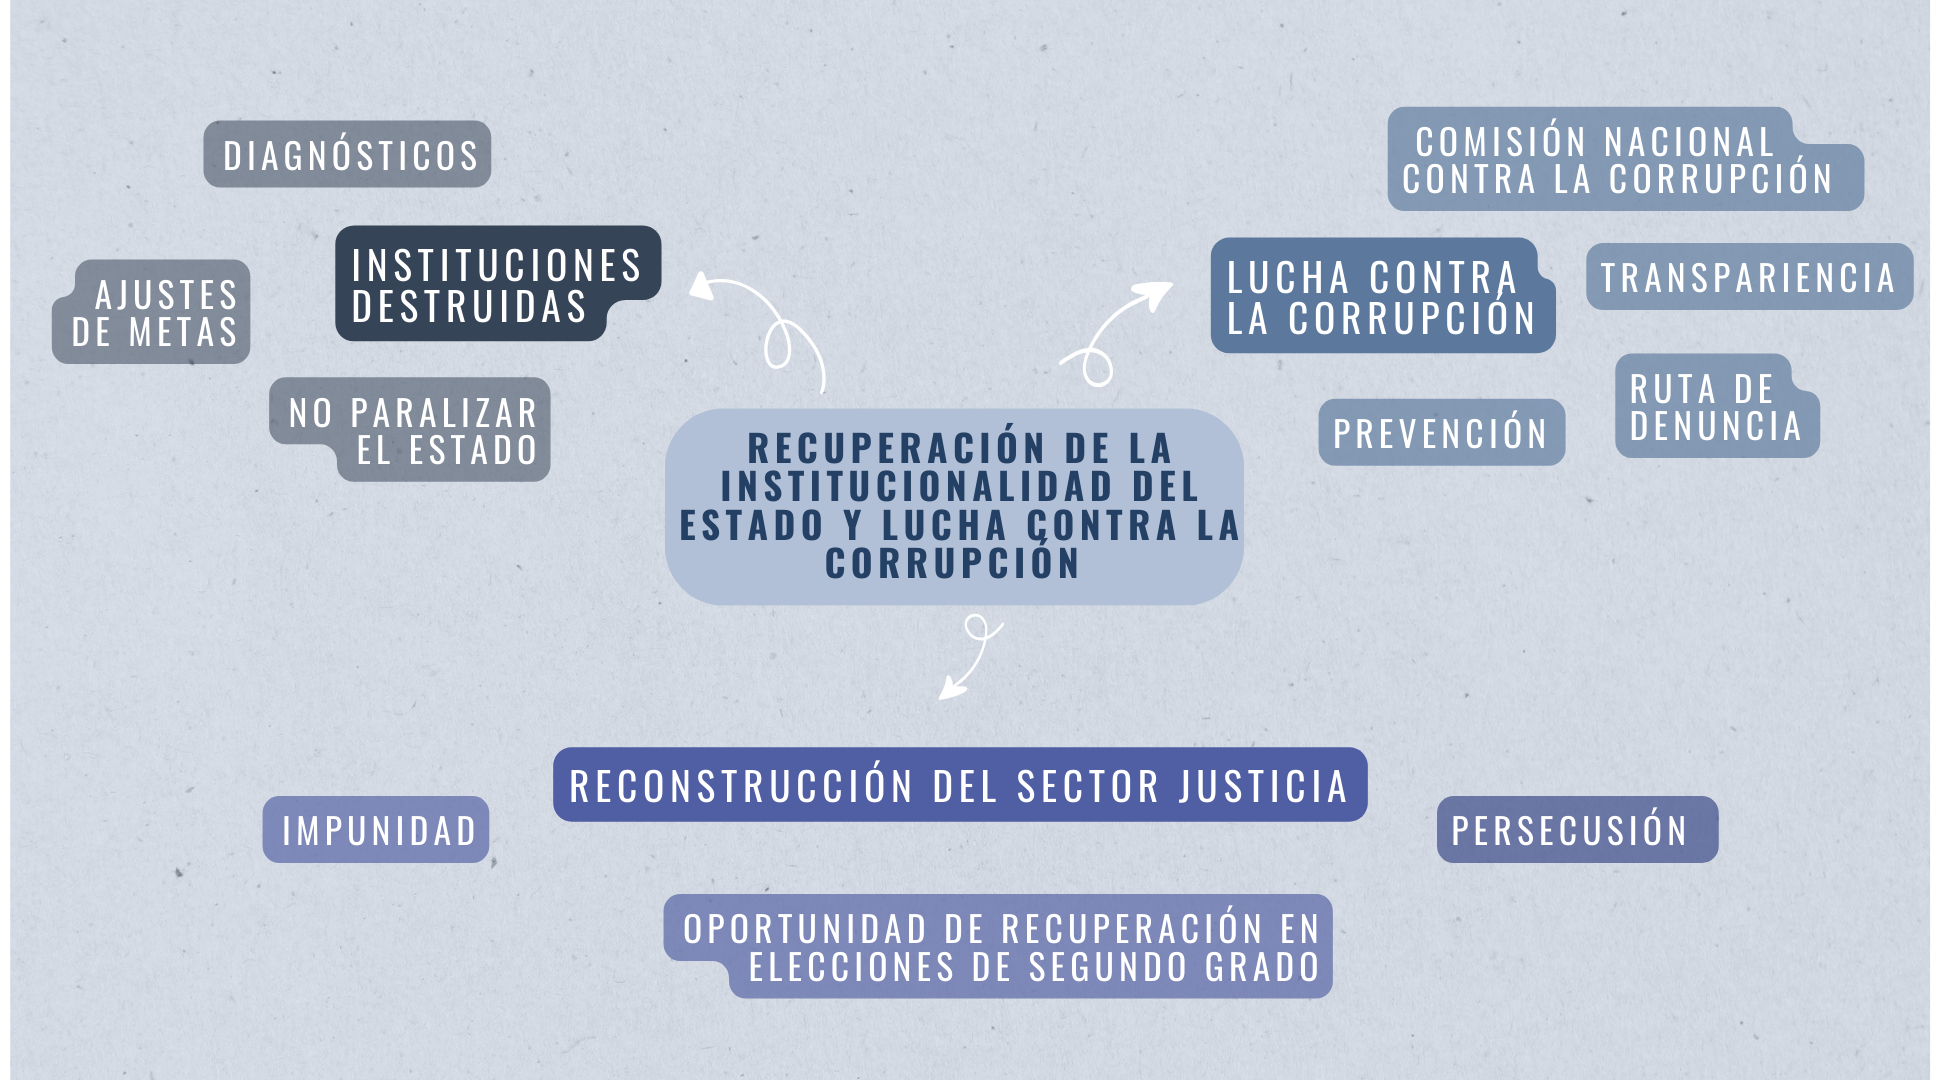 DIAGNÓSTICOS
INSTITUCIONES
DESTRUIDAS
AJUSTES
DE METAS
NO PARALIZAR
EL ESTADO
COMISIÓN NACIONAL
CONTRA LA CORRUPCIÓN
LUCHA CONTRA
LA CORRUPCIÓN
TRANSPARIENCIA
RUTA DE
DENUNCIA
PREVENCIÓN
RECUPERACIÓN DE LA
INSTITUCIONALIDAD DEL
ESTADO Y LUCHA CONTRA LA
CORRUPCIÓN
RECONSTRUCCIÓN DEL SECTOR JUSTICIA
IMPUNIDAD
PERSECUSIÓN
OPORTUNIDAD DE RECUPERACIÓN EN
ELECCIONES DE SEGUNDO GRADO